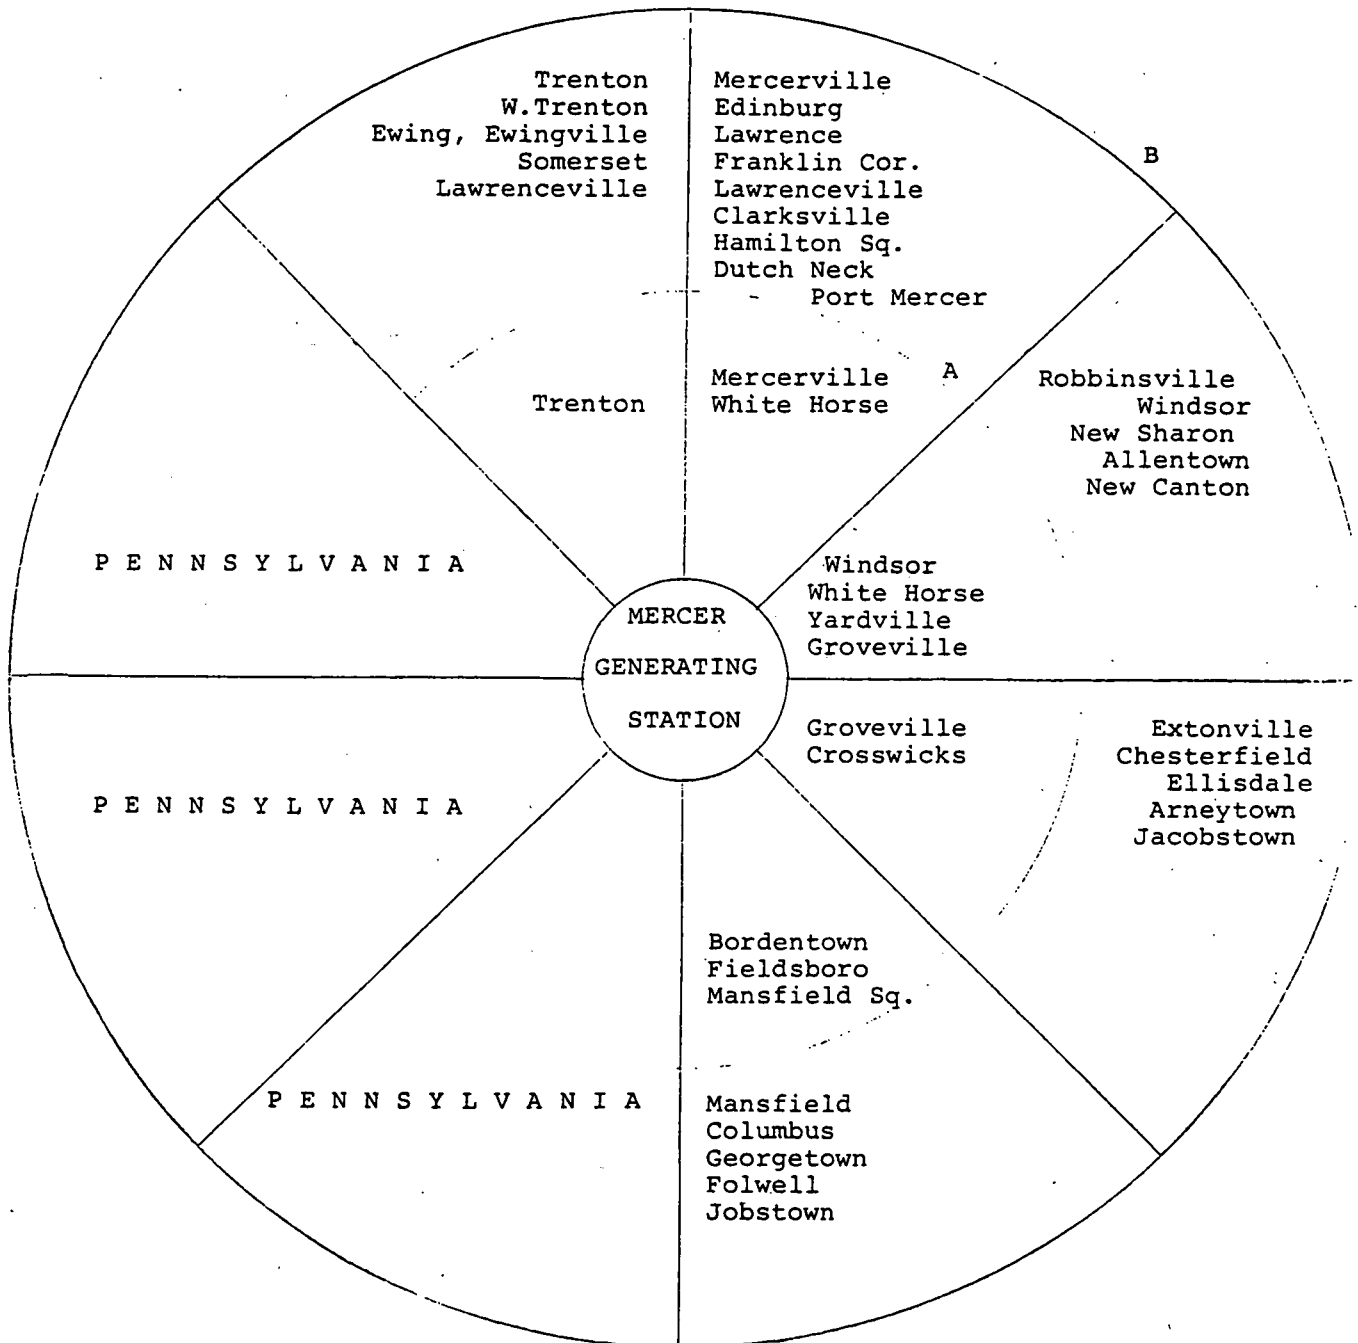 Trenton
W.Trenton
Ewing, Ewingville
Somerset
Lawrenceville
Mercerville
Edinburg
Lawrence
Franklin Cor.
Lawrenceville
Clarksville
Hamilton Sq.
Dutch Neck
Port Mercer
B
Trenton
Mercerville
White Horse
A
Robbinsville
Windsor
New Sharon
Allentown
New Canton
PENNSYLVANIA
Windsor
White Horse
Yardville
Groveville
MERCER
GENERATING
STATION
PENNSYLVANIA
Groveville
Crosswicks
Extonville
Chesterfield
Ellisdale
Arneytown
Jacobstown
Bordentown
Fieldsboro
Mansfield Sq.
PENNSYLVANIA
Mansfield
Columbus
Georgetown
Folwell
Jobstown